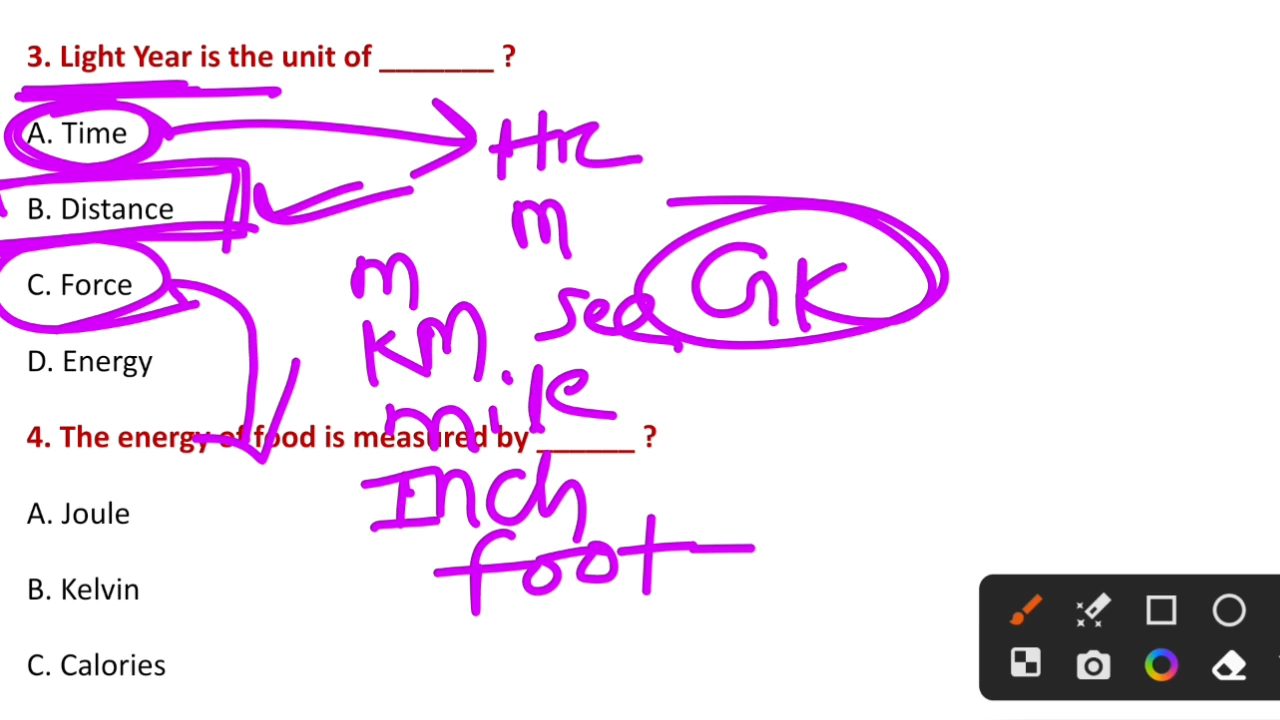 3. Light Year is the unit of _______ ?
A. Time
Hr
m
B. Distance
GK
m
C. Force
Sec
KM
D. Energy
mile
4. The energy of food is measured by ______ ?
Inch
A. Joule
foot
B. Kelvin
C. Calories